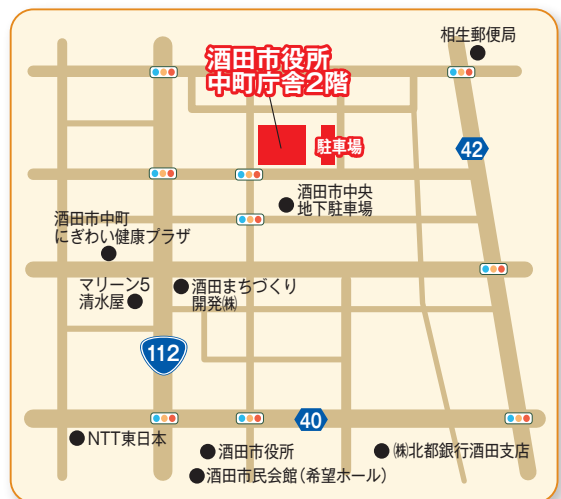 相生郵便局
酒田市役所
中町庁舎2階
駐車場
42
酒田市中央
地下駐車場
酒田市中町
にぎわい健康プラザ
マリーン5
清水屋
酒田まちづくり
開発㈱
112
40
NTT東日本
酒田市役所
㈱北都銀行酒田支店
酒田市民会館(希望ホール)